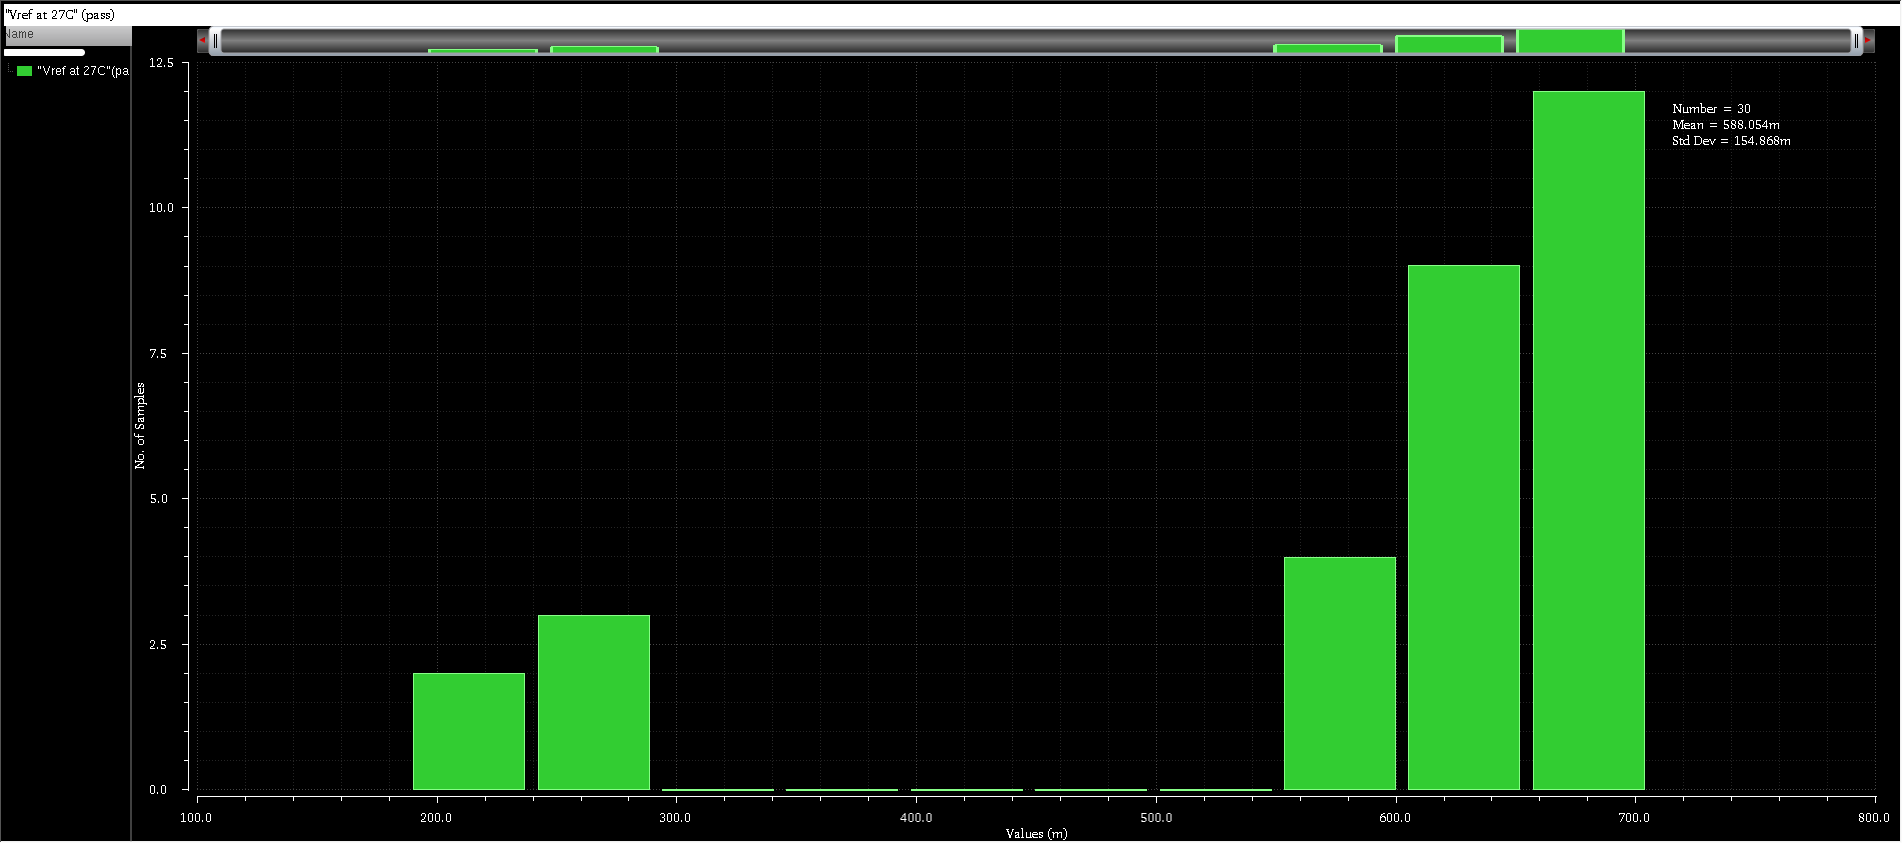 "Vref at 27C" (pass)
Name
"Vref at 27C"(pa
12.5
10.0
7.5
5.0
2.5
0.0
No. of Samples
Number = 30
Mean = 588.054m
Std Dev = 154.868m
100.0 200.0 300.0 400.0 500.0 600.0 700.0 800.0
Values (m)